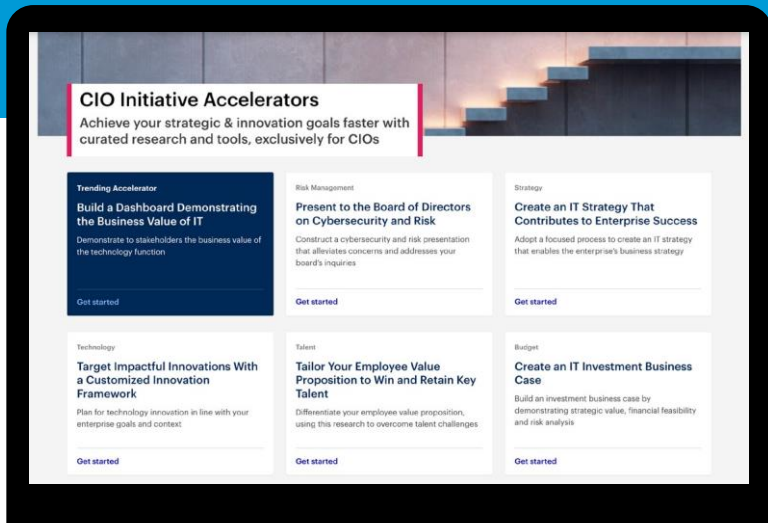 CIO Initiative Accelerators
Achieve your strategic & innovation goals faster with
curated research and tools, exclusively for CIOs
Trending Accelerator
Build a Dashboard Demonstrating
the Business Value of IT
Demonstrate to stakeholders the business value of
the technology function
Get started
Risk Management
Present to the Board of Directors
on Cybersecurity and Risk
Construct a cybersecurity and risk presentation
that alleviates concerns and addresses your
board's inquiries
Get started
Strategy
Create an IT Strategy That
Contributes to Enterprise Success
Adopt a focused process to create an IT strategy
that enables the enterprise's business strategy
Get started
Technology
Target Impactful Innovations With
a Customized Innovation
Framework
Plan for technology innovation in line with your
enterprise goals and context
Get started
Talent
Tailor Your Employee Value
Proposition to Win and Retain Key
Talent
Differentiate your employee value proposition,
using this research to overcome talent challenges
Get started
Budget
Create an IT Investment Business
Case
Build an investment business case by
demonstrating strategic value, financial feasibility
and risk analysis
Get started